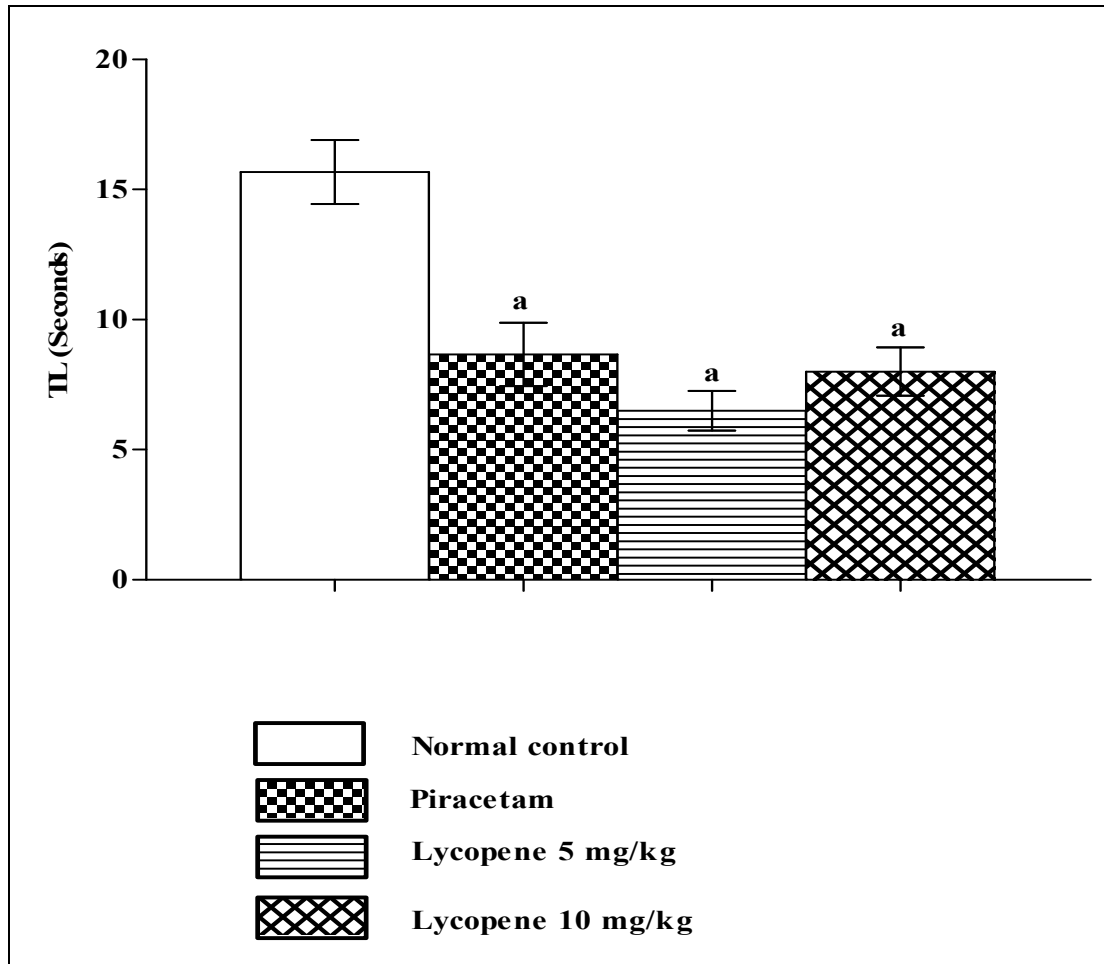 20
15
10
5
0
TL (Seconds)
a
a
a
Normal control
Piracetam
Lycopene 5 mg/kg
Lycopene 10 mg/kg